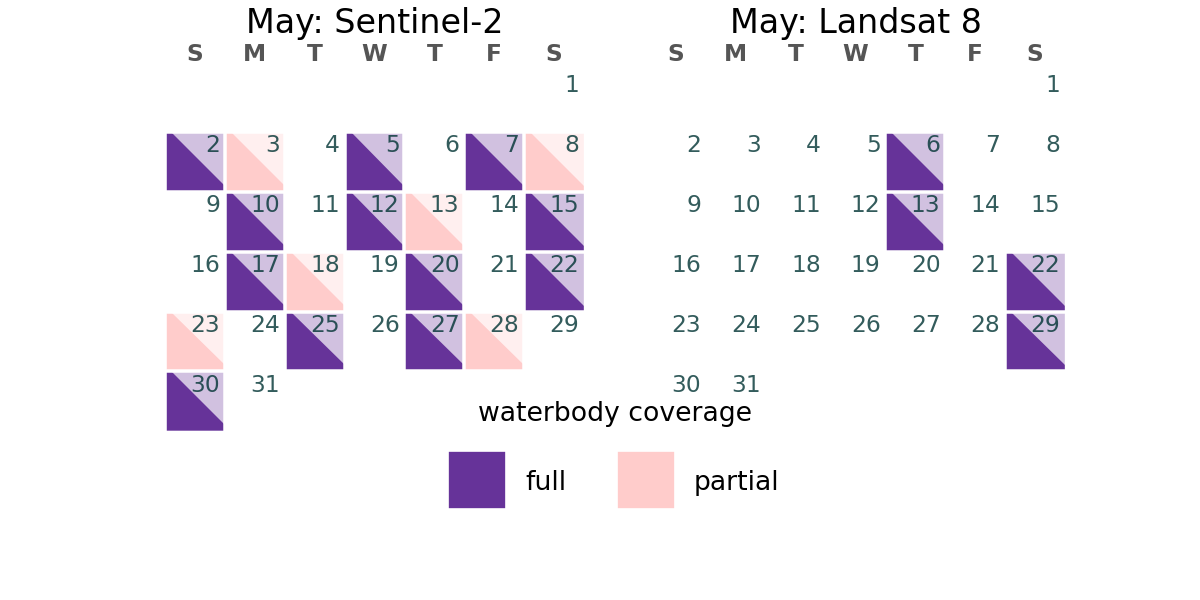 May: Sentinel-2
S M T W T F S
1
2 3 4 5 6 7 8
9 10 11 12 13 14 15
16 17 18 19 20 21 22
23 24 25 26 27 28 29
30 31
May: Landsat 8
S M T W T F S
1
2 3 4 5 6 7 8
9 10 11 12 13 14 15
16 17 18 19 20 21 22
23 24 25 26 27 28 29
30 31
waterbody coverage
full
partial